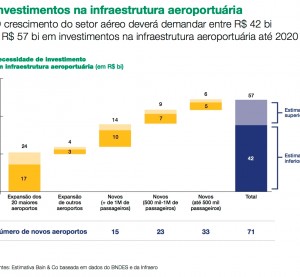 nvestimentos na infraestrutura aeroportuária
O crescimento do setor aéreo deverá demandar entre R$ 42 bi
R$ 57 bi em investimentos na infraestrutura aeroportuária até 2020
ecessidade de investimento
m infraestrutura aeroportuária (em R$ bi)
24
17
4
3
14
10
9
7
6
5
57
42
Estima
superi
Estima
inferio
Expansão dos 20 maiores aeroportos
Expansão de outros aeroportos
Novos (+ de 1M de passageiros)
Novos (500 mil-1M de passageiros)
Novos (até 500 mil passageiros)
Total
úmero de novos aeroportos 15 23 33 71
ontes: Estimativa Bain & Co baseada em dados do BNDES e da Infraero